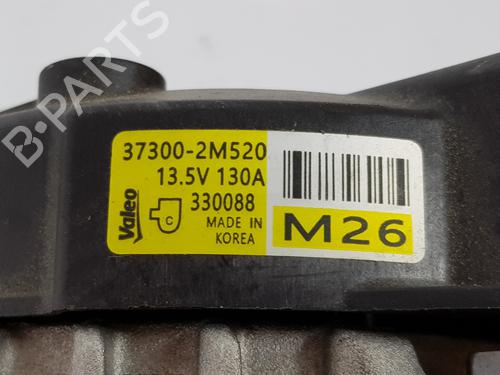 37300-2M520
13.5V 130A
Valeo
C
330088
MADE IN
KOREA
M26
B-PARTS